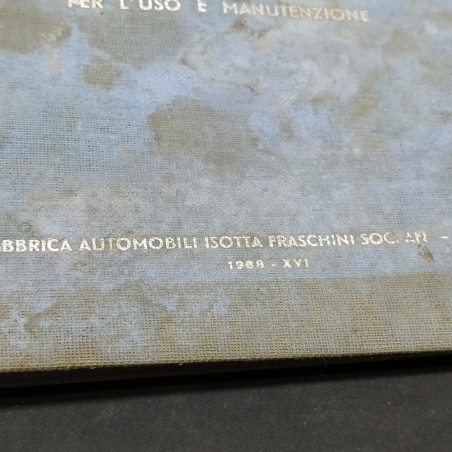 PER L'USO E MANUTENZIONE
BBRICA AUTOMOBILI ISOTTA FRASCHINI SOC. AN. -
1938 - XVI